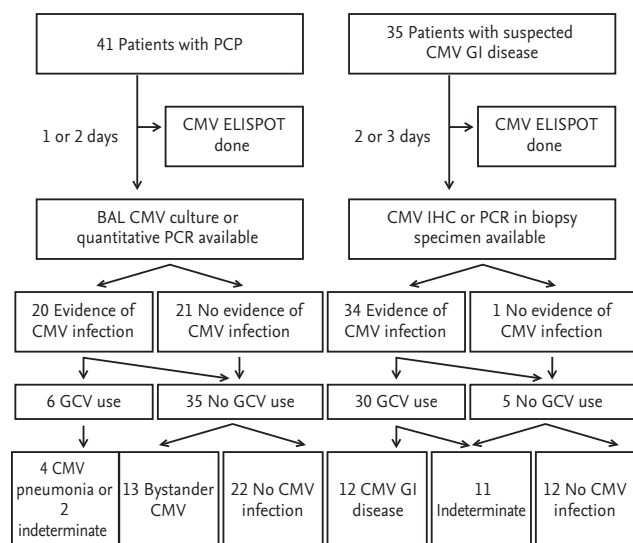 41 Patients with PCP
35 Patients with suspected
CMV GI disease
1 or 2 days
CMV ELISPOT
done
2 or 3 days
CMV ELISPOT
done
BAL CMV culture or
quantitative PCR available
CMV IHC or PCR in biopsy
specimen available
20 Evidence of
CMV infection
21 No evidence of
CMV infection
34 Evidence of
CMV infection
1 No evidence of
CMV infection
6 GCV use
35 No GCV use
30 GCV use
5 No GCV use
4 CMV
pneumonia or
2
indeterminate
13 Bystander
CMV
22 No CMV
infection
12 CMV GI
disease
11
Indeterminate
12 No CMV
infection